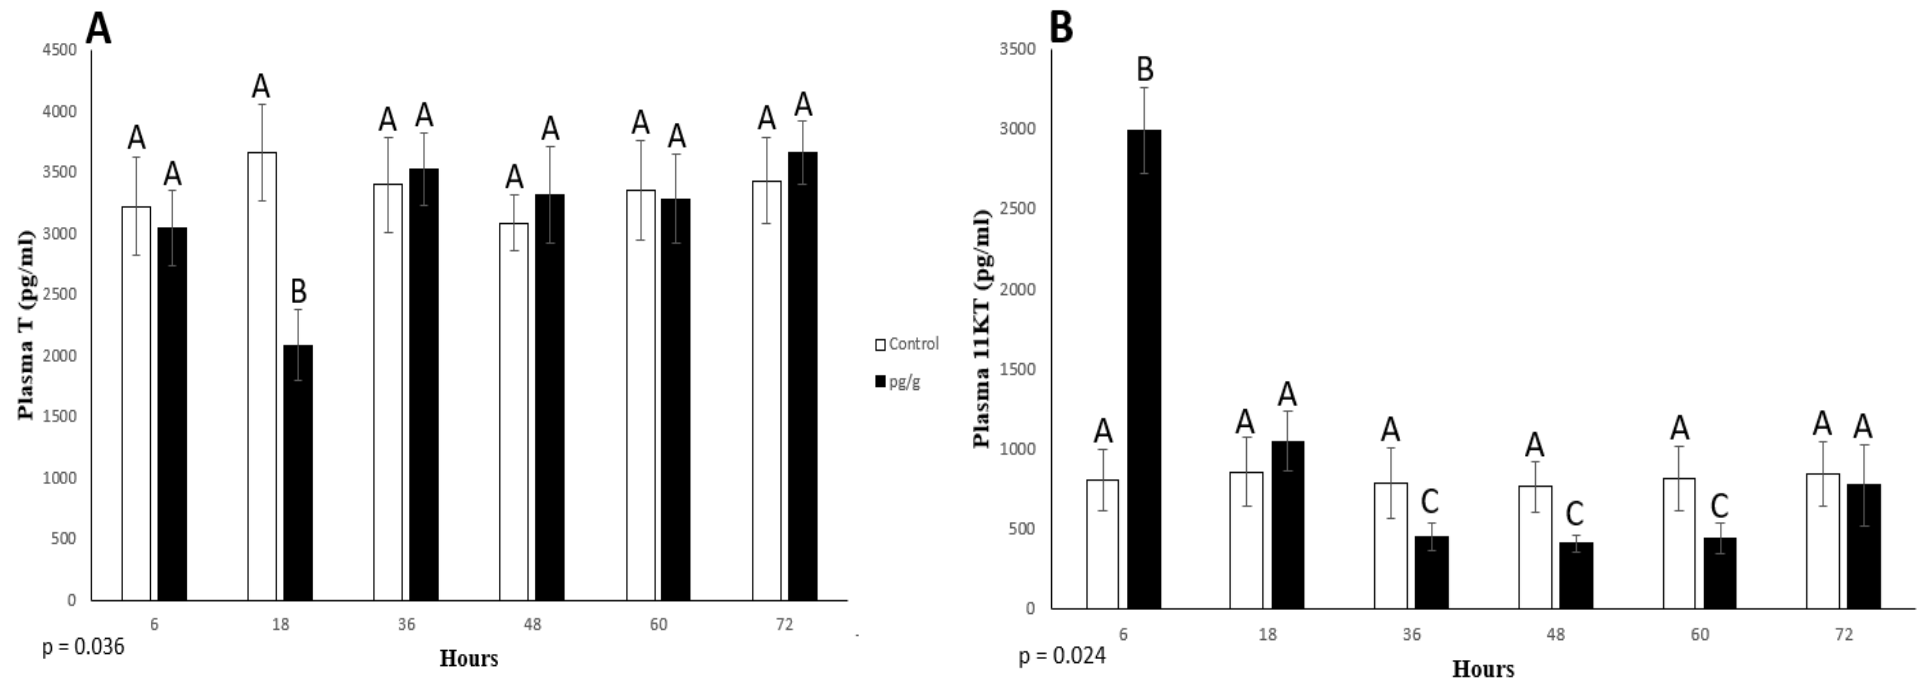 A
4500
4000
3500
3000
2500
2000
1500
1000
500
0
Plasma T (pg/ml)
A A A B A A A A A A A A
6 18 36 48 60 72
Hours
p = 0.036
Control
pg/g
B
3500
3000
2500
2000
1500
1000
500
0
Plasma 11KT (pg/ml)
A B A A A C A C A C A A
6 18 36 48 60 72
Hours
p = 0.024